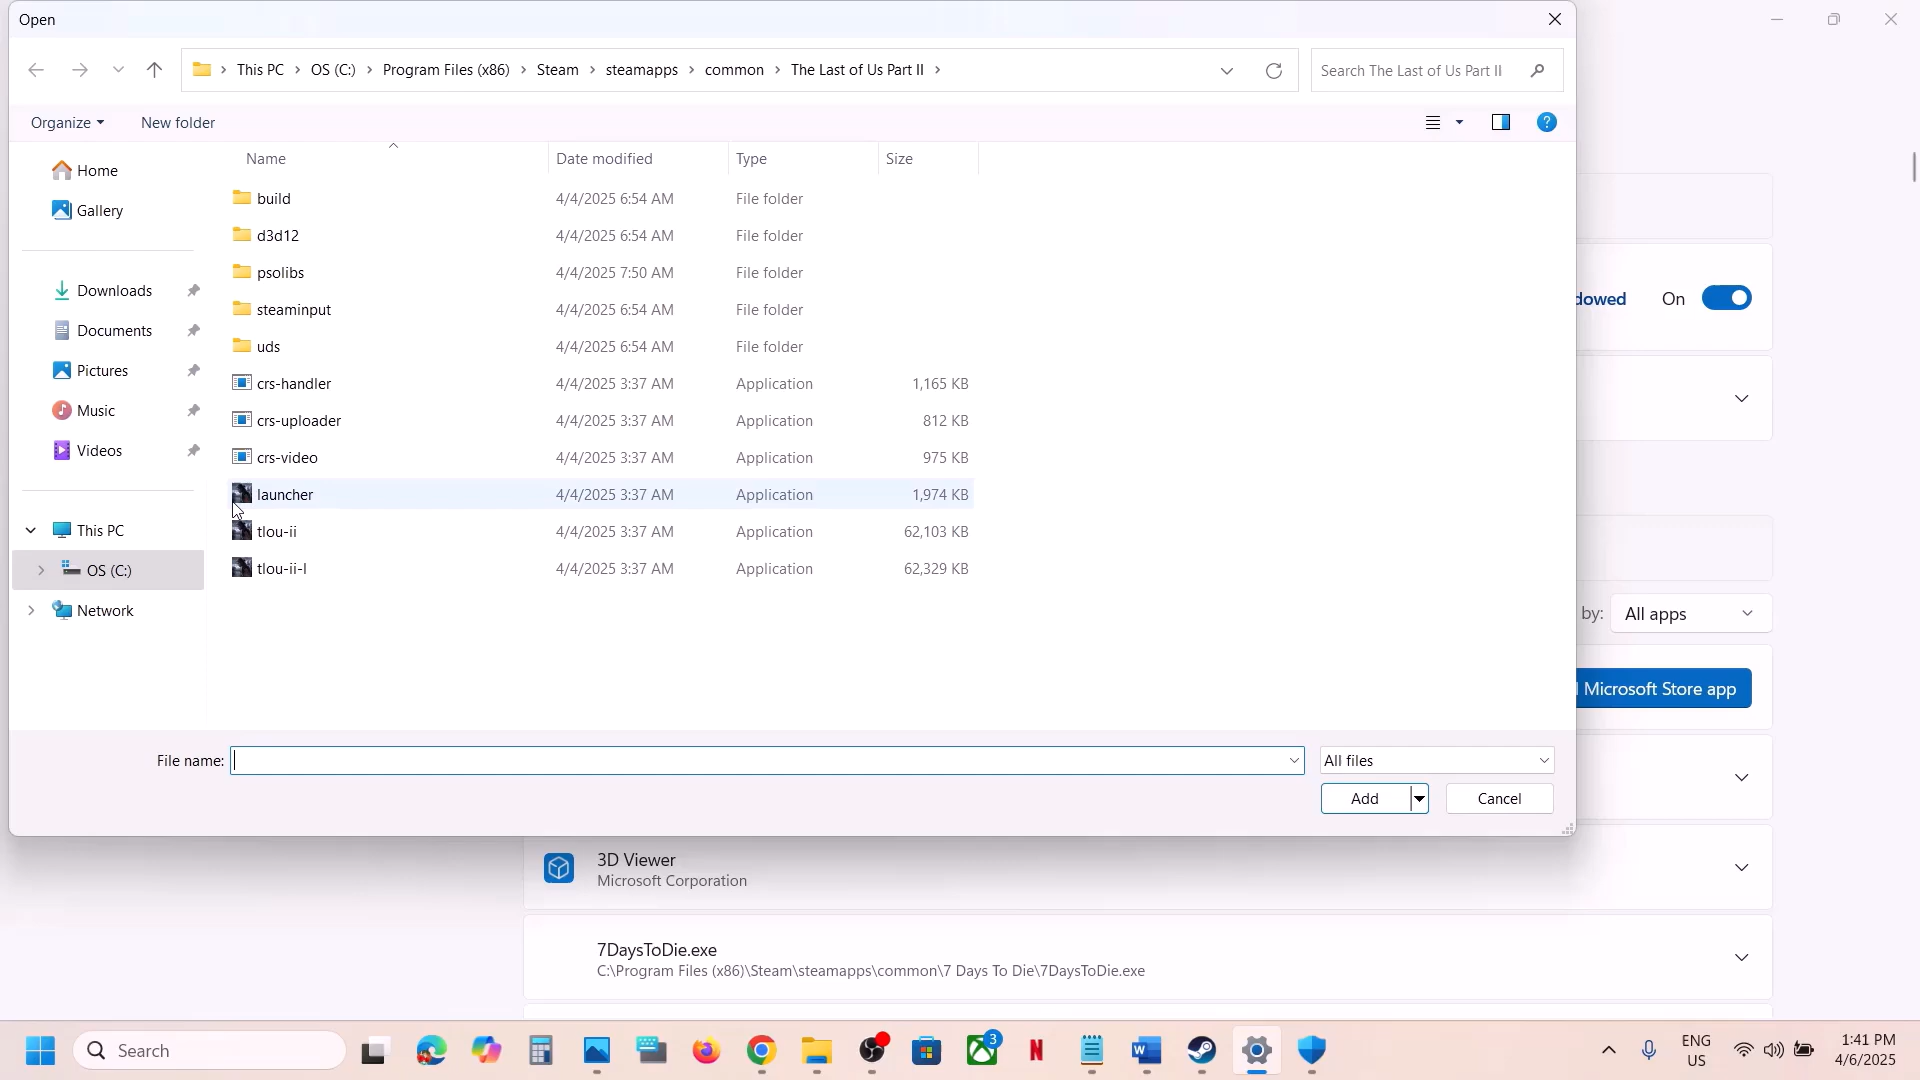 Open
This PC > OS (C:) > Program Files (x86) > Steam > steamapps > common > The Last of Us Part II >
Search The Last of Us Part II
Organize
New folder
Name
Date modified
Type
Size
Home
Gallery
Downloads
Documents
Pictures
Music
Videos
This PC
OS (C:)
Network
build 4/4/2025 6:54 AM File folder
d3d12 4/4/2025 6:54 AM File folder
psolibs 4/4/2025 7:50 AM File folder
steaminput 4/4/2025 6:54 AM File folder
uds 4/4/2025 6:54 AM File folder
crs-handler 4/4/2025 3:37 AM Application 1,165 KB
crs-uploader 4/4/2025 3:37 AM Application 812 KB
crs-video 4/4/2025 3:37 AM Application 975 KB
launcher 4/4/2025 3:37 AM Application 1,974 KB
tlou-ii 4/4/2025 3:37 AM Application 62,103 KB
tlou-ii-l 4/4/2025 3:37 AM Application 62,329 KB
File name:
All files
Add
Cancel
dowed On
by: All apps
Microsoft Store app
3D Viewer
Microsoft Corporation
7DaysToDie.exe
C:\Program Files (x86)\Steam\steamapps\common\7 Days To Die\7DaysToDie.exe
Search
3
ENG
US
1:41 PM
4/6/2025